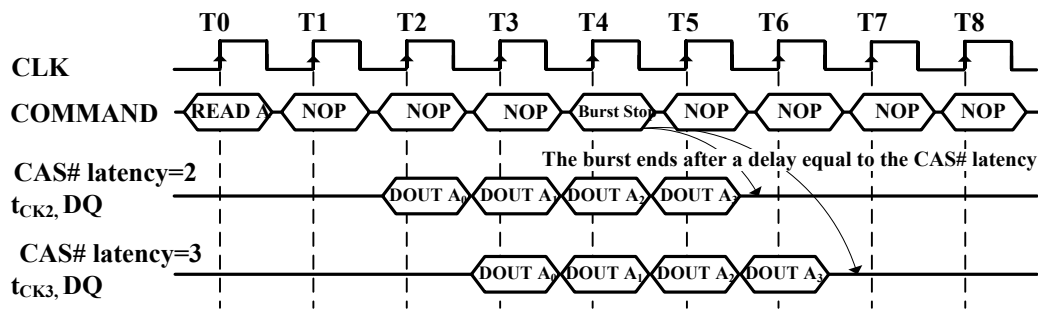 T0 T1 T2 T3 T4 T5 T6 T7 T8
CLK
COMMAND READ A NOP NOP NOP Burst Stop NOP NOP NOP NOP
The burst ends after a delay equal to the CAS# latency
CAS# latency=2
tCK2, DQ DOUT A0 DOUT A1 DOUT A2 DOUT A3
CAS# latency=3
tCK3, DQ DOUT A0 DOUT A1 DOUT A2 DOUT A3